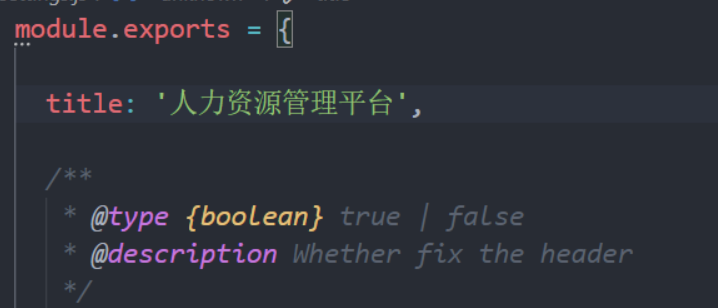 module.exports = {
title: '人力资源管理平台',
/**
* @type {boolean} true | false
* @description Whether fix the header
*/